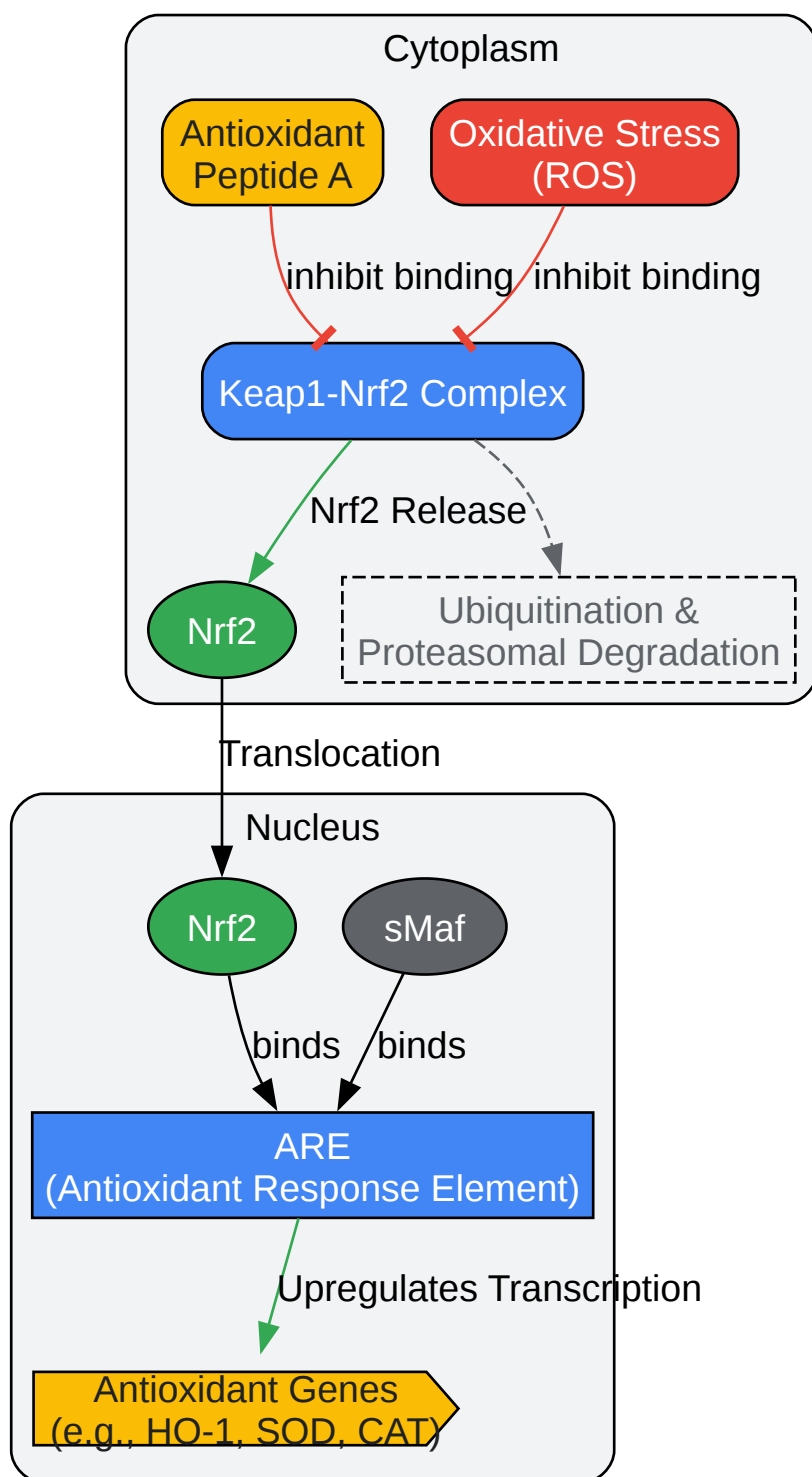 Cytoplasm
Antioxidant
Peptide A
Oxidative Stress
(ROS)
inhibit binding
inhibit binding
Keap1-Nrf2 Complex
Nrf2 Release
Nrf2
Ubiquitination &
Proteasomal Degradation
Translocation
Nucleus
Nrf2
sMaf
binds
binds
ARE
(Antioxidant Response Element)
Upregulates Transcription
Antioxidant Genes
(e.g., HO-1, SOD, CAT)